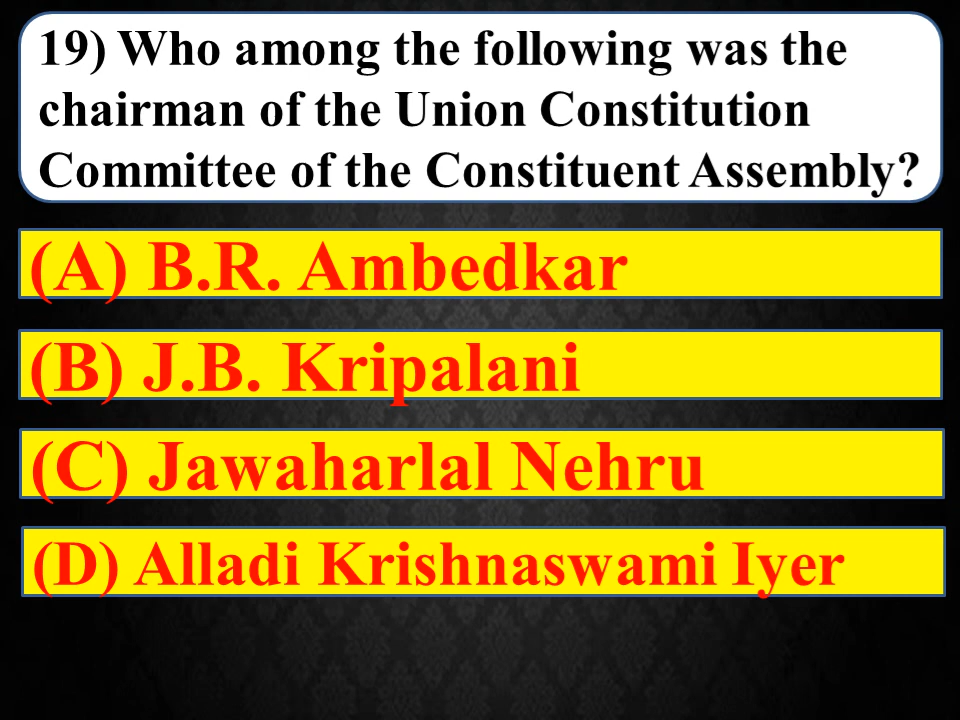 19) Who among the following was the
chairman of the Union Constitution
Committee of the Constituent Assembly?
(A) B.R. Ambedkar
(B) J.B. Kripalani
(C) Jawaharlal Nehru
(D) Alladi Krishnaswami Iyer